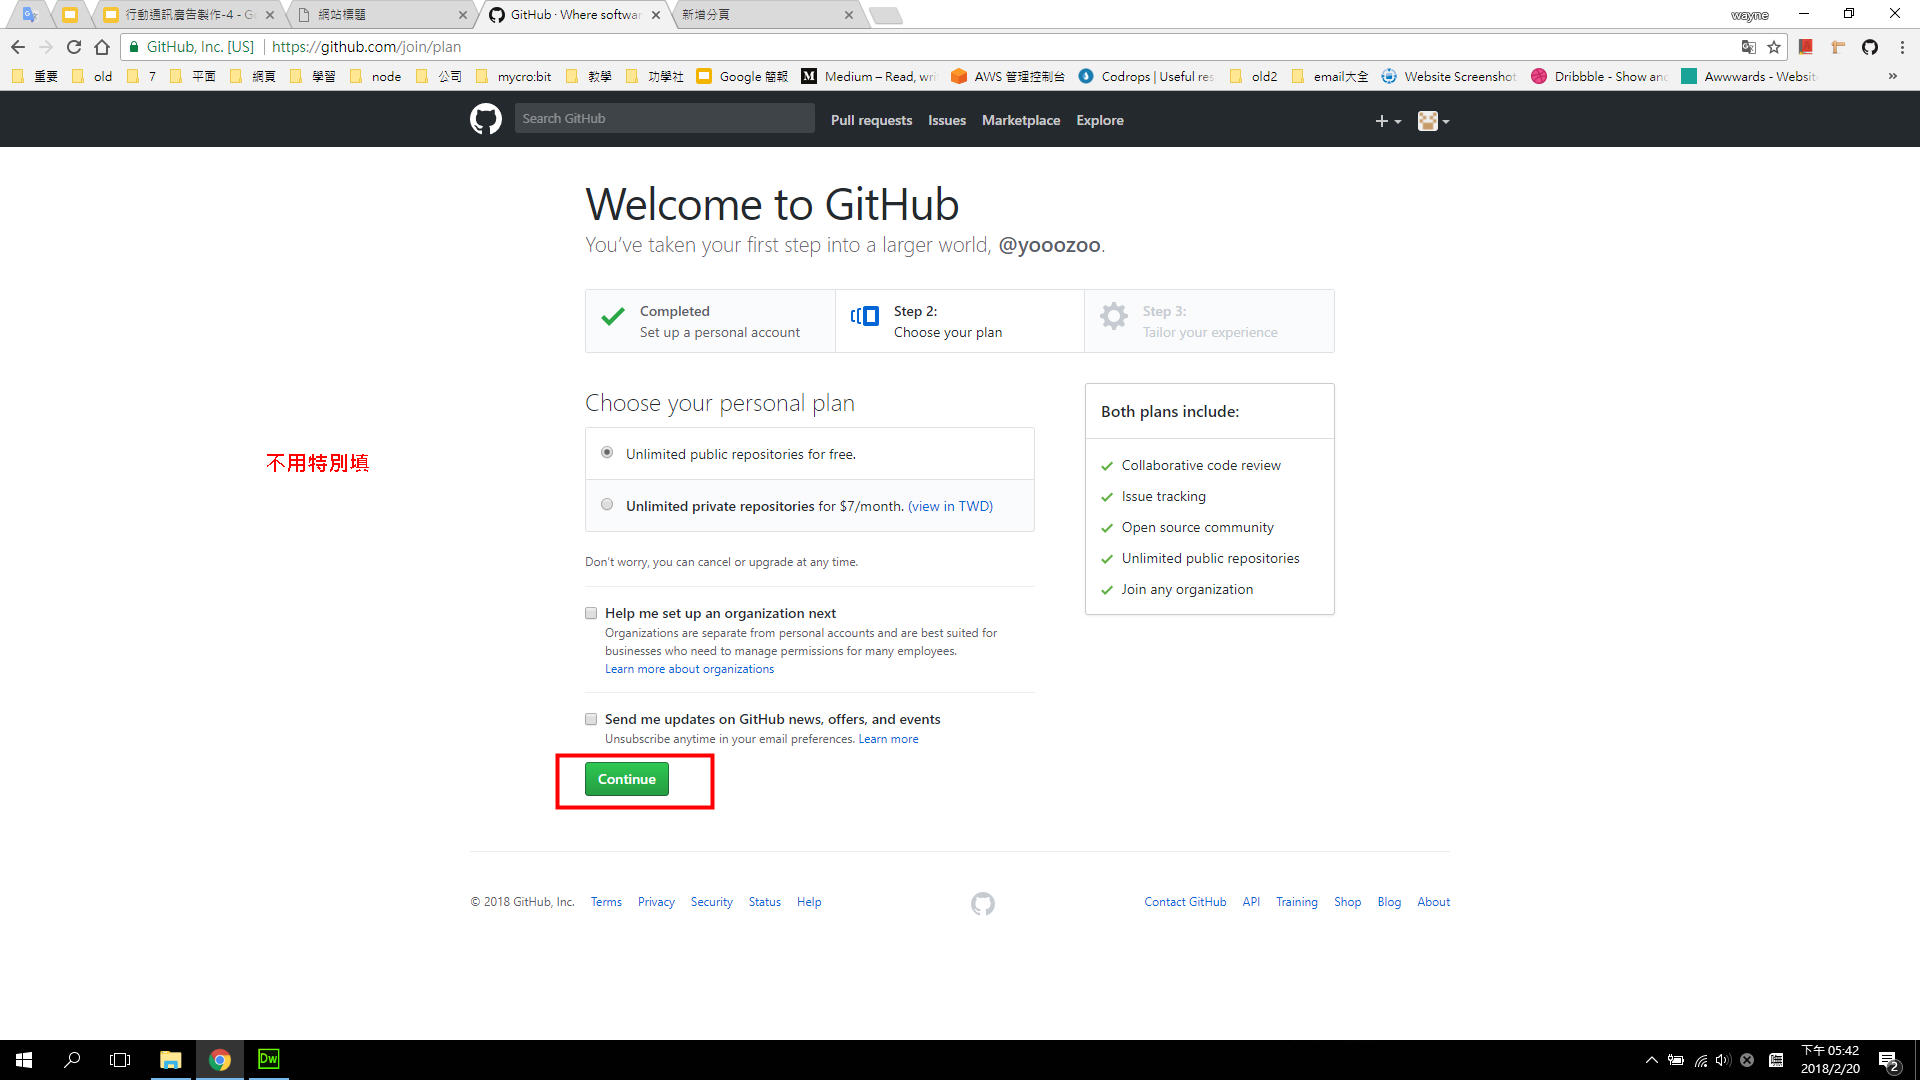 行動通訊廣告製作-4 - G
網站標題
GitHub · Where softwar
新增分頁
wayne
GitHub, Inc. [US]
https://github.com/join/plan
重要
old
7
平面
網頁
學習
node
公司
mycro:bit
教學
功學社
Google 簡報
Medium – Read, wri
AWS 管理控制台
Codrops | Useful res
old2
email大全
Website Screenshot
Dribbble - Show and
Awwwards - Websit
»
Search GitHub
Pull requests
Issues
Marketplace
Explore
Welcome to GitHub
You’ve taken your first step into a larger world, @yooozoo.
Completed
Set up a personal account
Step 2:
Choose your plan
Step 3:
Tailor your experience
Choose your personal plan
Unlimited public repositories for free.
Unlimited private repositories for $7/month. (view in TWD)
Don't worry, you can cancel or upgrade at any time.
不用特別填
Both plans include:
Collaborative code review
Issue tracking
Open source community
Unlimited public repositories
Join any organization
Help me set up an organization next
Organizations are separate from personal accounts and are best suited for
businesses who need to manage permissions for many employees.
Learn more about organizations
Send me updates on GitHub news, offers, and events
Unsubscribe anytime in your email preferences. Learn more
Continue
© 2018 GitHub, Inc.
Terms
Privacy
Security
Status
Help
Contact GitHub
API
Training
Shop
Blog
About
Dw
下午 05:42
2018/2/20
2